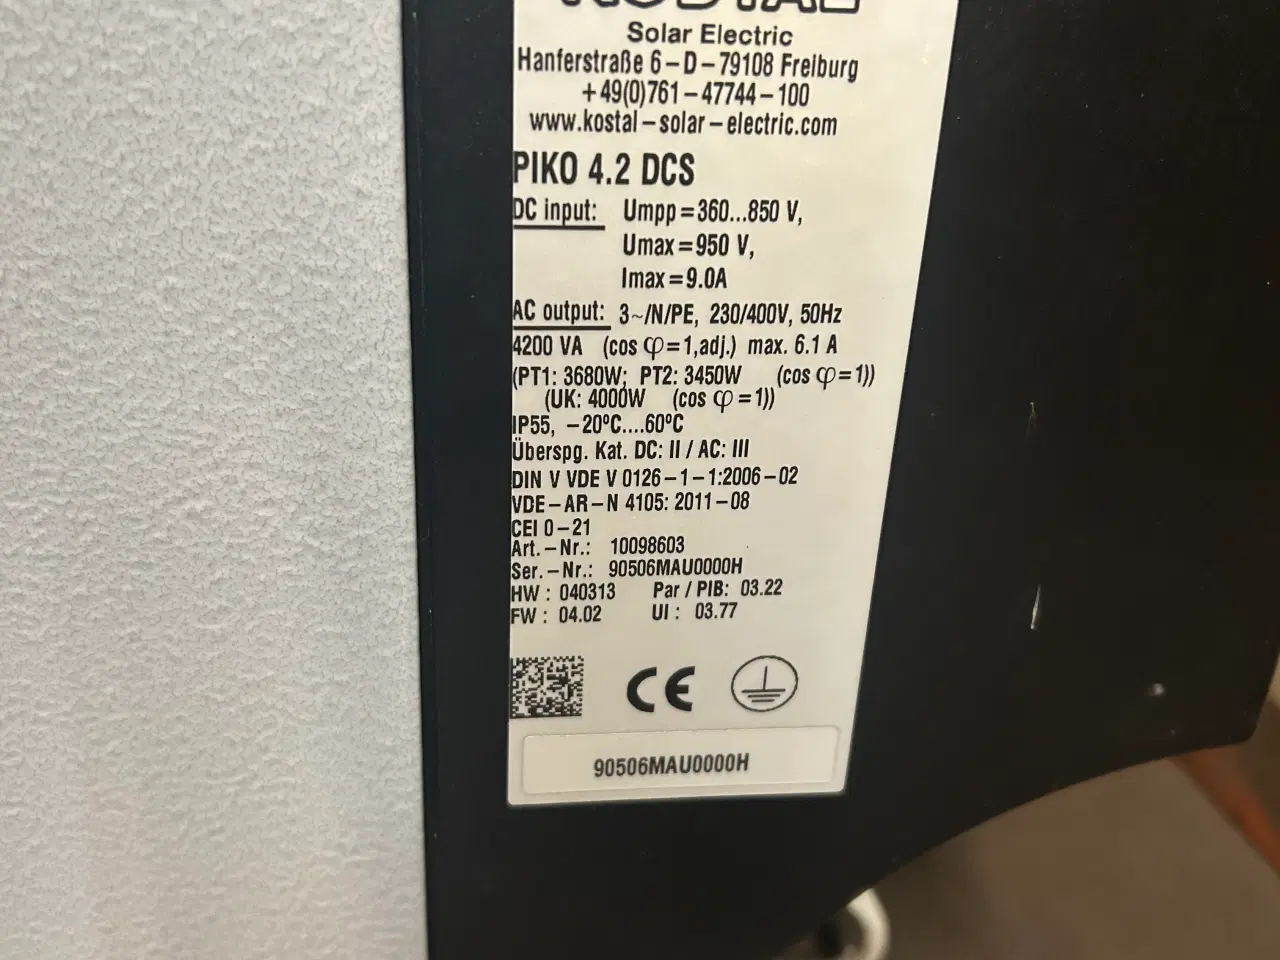 KOSTAL
Solar Electric
Hanferstraße 6-D-79108 Freiburg
+49(0)761-47744-100
www.kostal-solar-electric.com
PIKO 4.2 DCS
DC input: Umpp=360...850 V,
Umax=950 V,
Imax=9.0A
AC output: 3~/N/PE, 230/400V, 50Hz
4200 VA (cos φ=1,adj.) max. 6.1 A
(PT1: 3680W; PT2: 3450W (cos φ=1))
(UK: 4000W (cos φ=1))
IP55, -20ºC....60ºC
Überspg. Kat. DC: II / AC: III
DIN V VDE V 0126-1-1:2006-02
VDE-AR-N 4105: 2011-08
CEI 0-21
Art.-Nr.: 10098603
Ser.-Nr.: 90506MAU0000H
HW: 040313 Par / PIB: 03.22
FW: 04.02 UI: 03.77
CE
90506MAU0000H